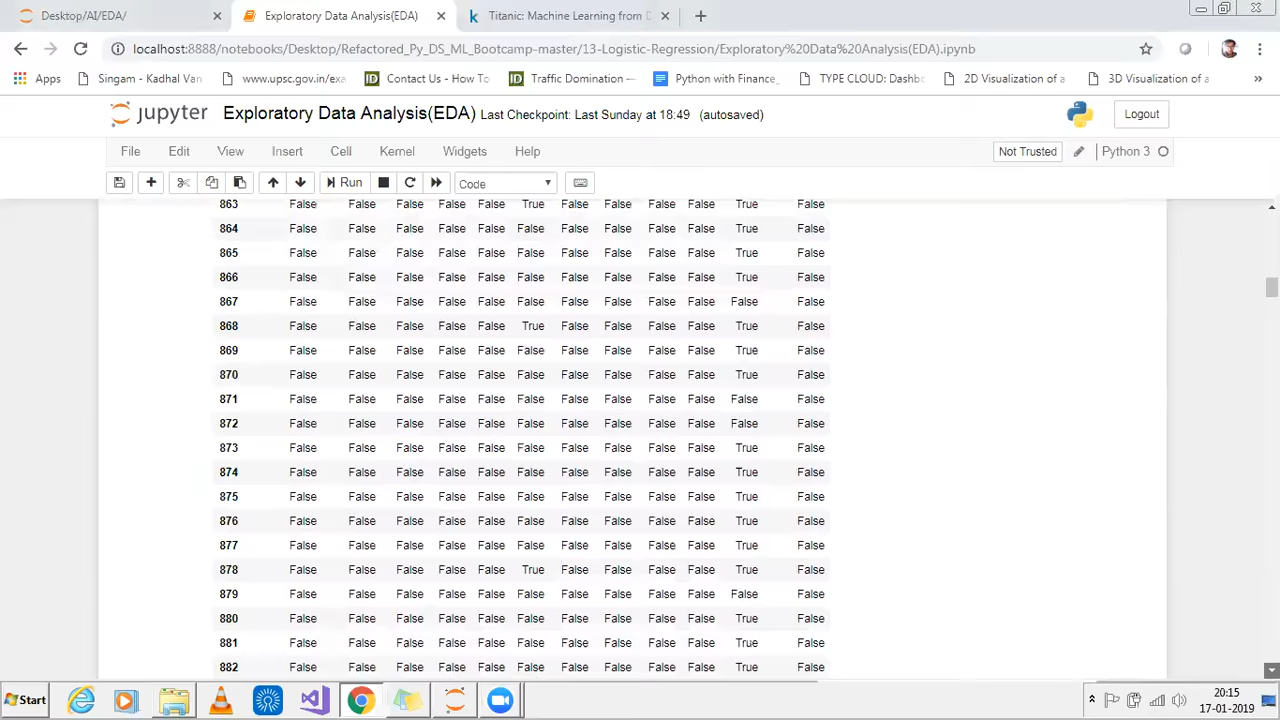 Desktop/AI/EDA/ Exploratory Data Analysis(EDA) Titanic: Machine Learning from D
localhost:8888/notebooks/Desktop/Refactored_Py_DS_ML_Bootcamp-master/13-Logistic-Regression/Exploratory%20Data%20Analysis(EDA).ipynb
Apps Singam - Kadhal Van www.upsc.gov.in/exa Contact Us - How To Traffic Domination — Python with Finance_ TYPE CLOUD: Dashb 2D Visualization of a 3D Visualization of a »
jupyter Exploratory Data Analysis(EDA) Last Checkpoint: Last Sunday at 18:49 (autosaved) Logout
File Edit View Insert Cell Kernel Widgets Help Not Trusted Python 3
Run Code
863 False False False False False True False False False False True False
864 False False False False False False False False False False True False
865 False False False False False False False False False False True False
866 False False False False False False False False False False True False
867 False False False False False False False False False False False False
868 False False False False False True False False False False True False
869 False False False False False False False False False False True False
870 False False False False False False False False False False True False
871 False False False False False False False False False False False False
872 False False False False False False False False False False False False
873 False False False False False False False False False False True False
874 False False False False False False False False False False True False
875 False False False False False False False False False False True False
876 False False False False False False False False False False True False
877 False False False False False False False False False False True False
878 False False False False False True False False False False True False
879 False False False False False False False False False False False False
880 False False False False False False False False False False True False
881 False False False False False False False False False False True False
882 False False False False False False False False False False True False
Start 20:15
17-01-2019